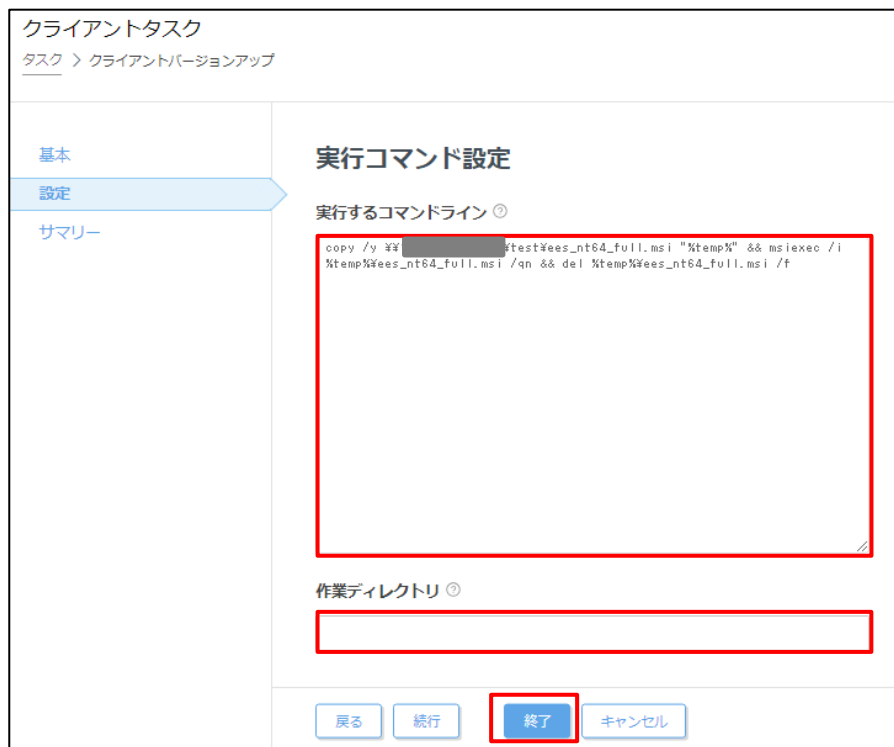 クライアントタスク
タスク > クライアントバージョンアップ
基本
設定
サマリー
実行コマンド設定
実行するコマンドライン ?
copy /y ¥¥ ¥test¥ees_nt64_full.msi "%temp%" && msiexec /i
%temp%¥ees_nt64_full.msi /qn && del %temp%¥ees_nt64_full.msi /f
作業ディレクトリ ?
戻る 続行 終了 キャンセル